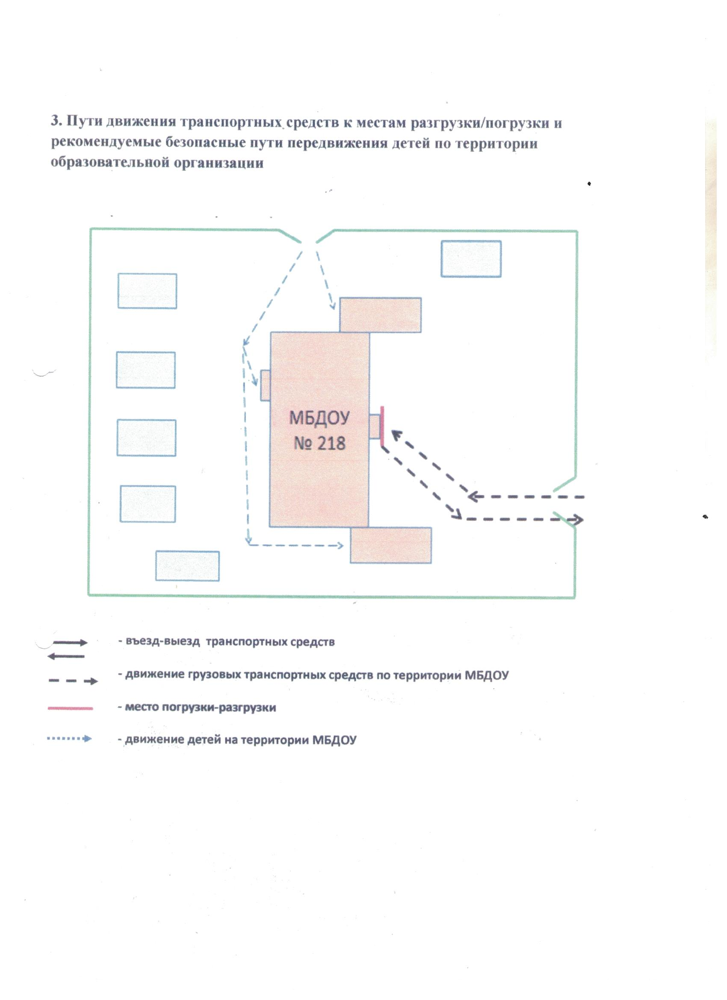 3. Пути движения транспортных средств к местам разгрузки/погрузки и
рекомендуемые безопасные пути передвижения детей по территории
образовательной организации
МБДОУ
№ 218
- въезд-выезд транспортных средств
- движение грузовых транспортных средств по территории МБДОУ
- место погрузки-разгрузки
- движение детей на территории МБДОУ